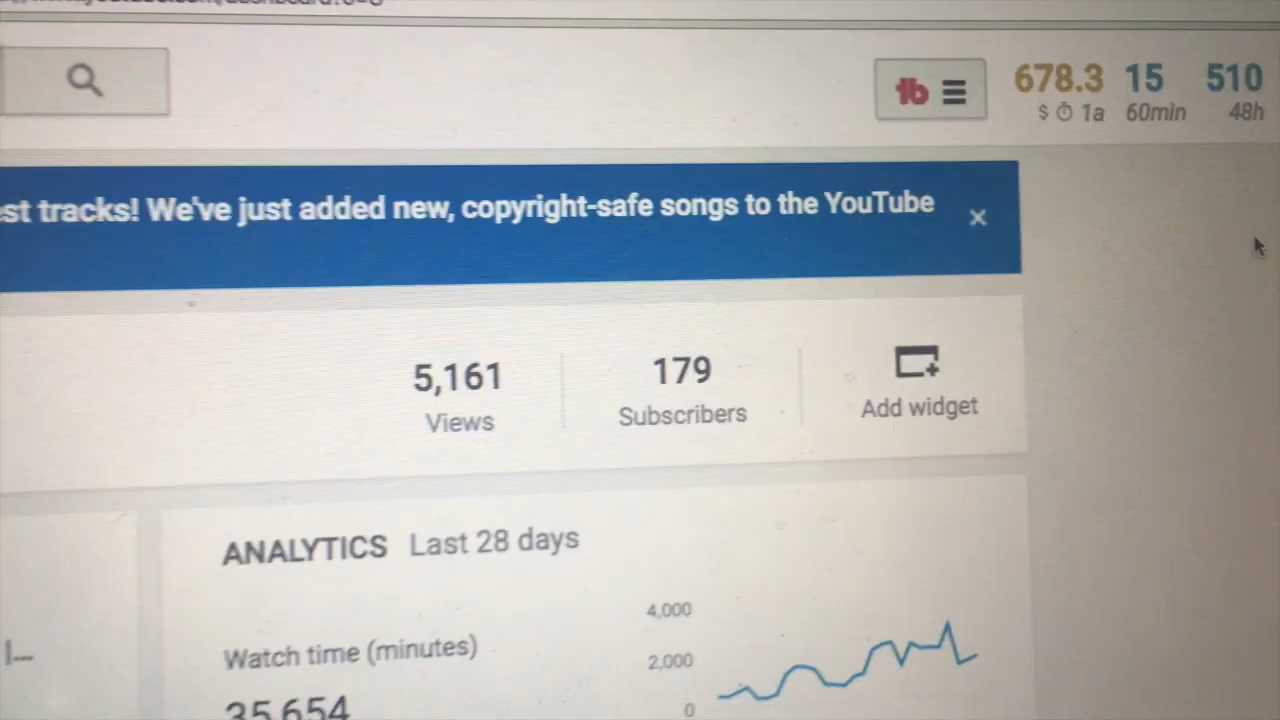 678.3 15 510
$ 1a 60min 48h
est tracks! We've just added new, copyright-safe songs to the YouTube
5,161 179
Views Subscribers Add widget
ANALYTICS Last 28 days
4,000
Watch time (minutes)
2,000
35,654
0